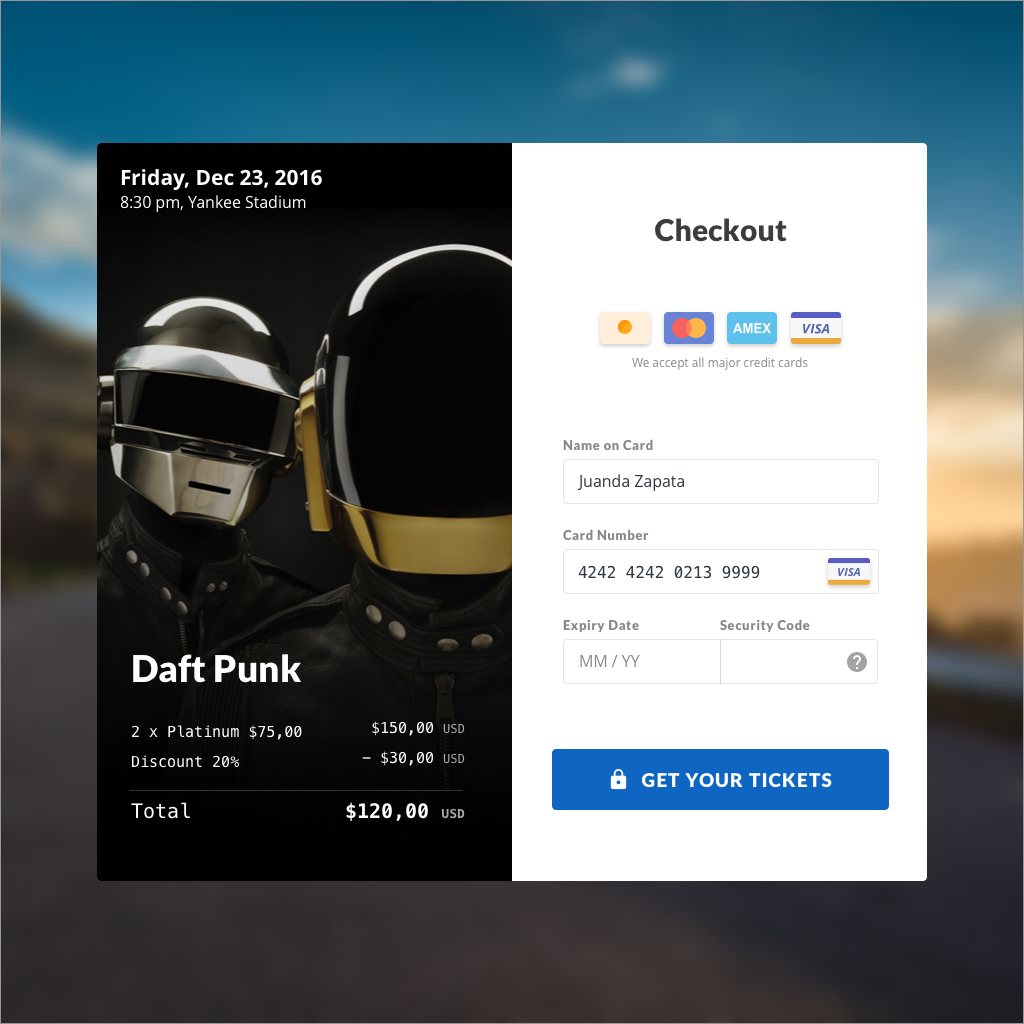 Friday, Dec 23, 2016
8:30 pm, Yankee Stadium
Daft Punk
2 x Platinum $75,00 $150,00 USD
Discount 20% – $30,00 USD
Total $120,00 USD
Checkout
AMEX VISA
We accept all major credit cards
Name on Card
Juanda Zapata
Card Number
4242 4242 0213 9999 VISA
Expiry Date Security Code
MM / YY ?
GET YOUR TICKETS